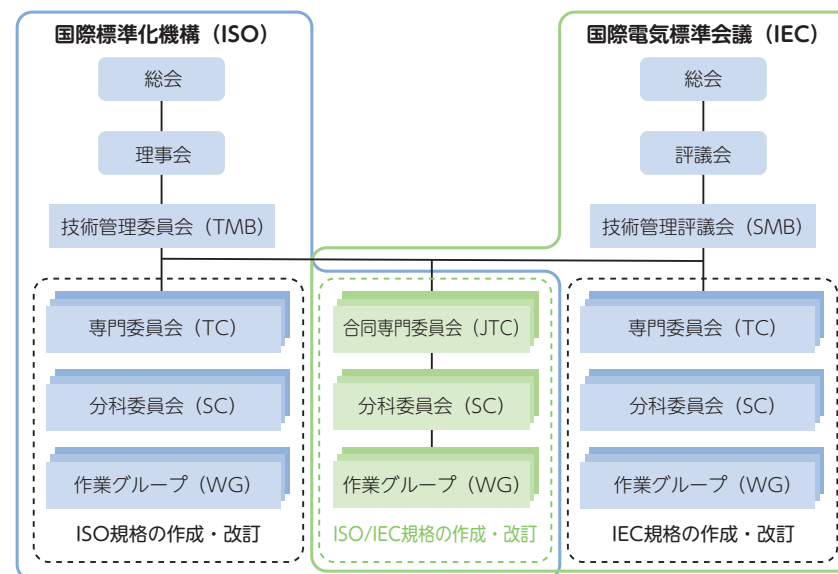 国際標準化機構（ISO）
総会
理事会
技術管理委員会（TMB）
専門委員会（TC）
分科委員会（SC）
作業グループ（WG）
ISO規格の作成・改訂
合同専門委員会（JTC）
分科委員会（SC）
作業グループ（WG）
ISO/IEC規格の作成・改訂
国際電気標準会議（IEC）
総会
評議会
技術管理評議会（SMB）
専門委員会（TC）
分科委員会（SC）
作業グループ（WG）
IEC規格の作成・改訂